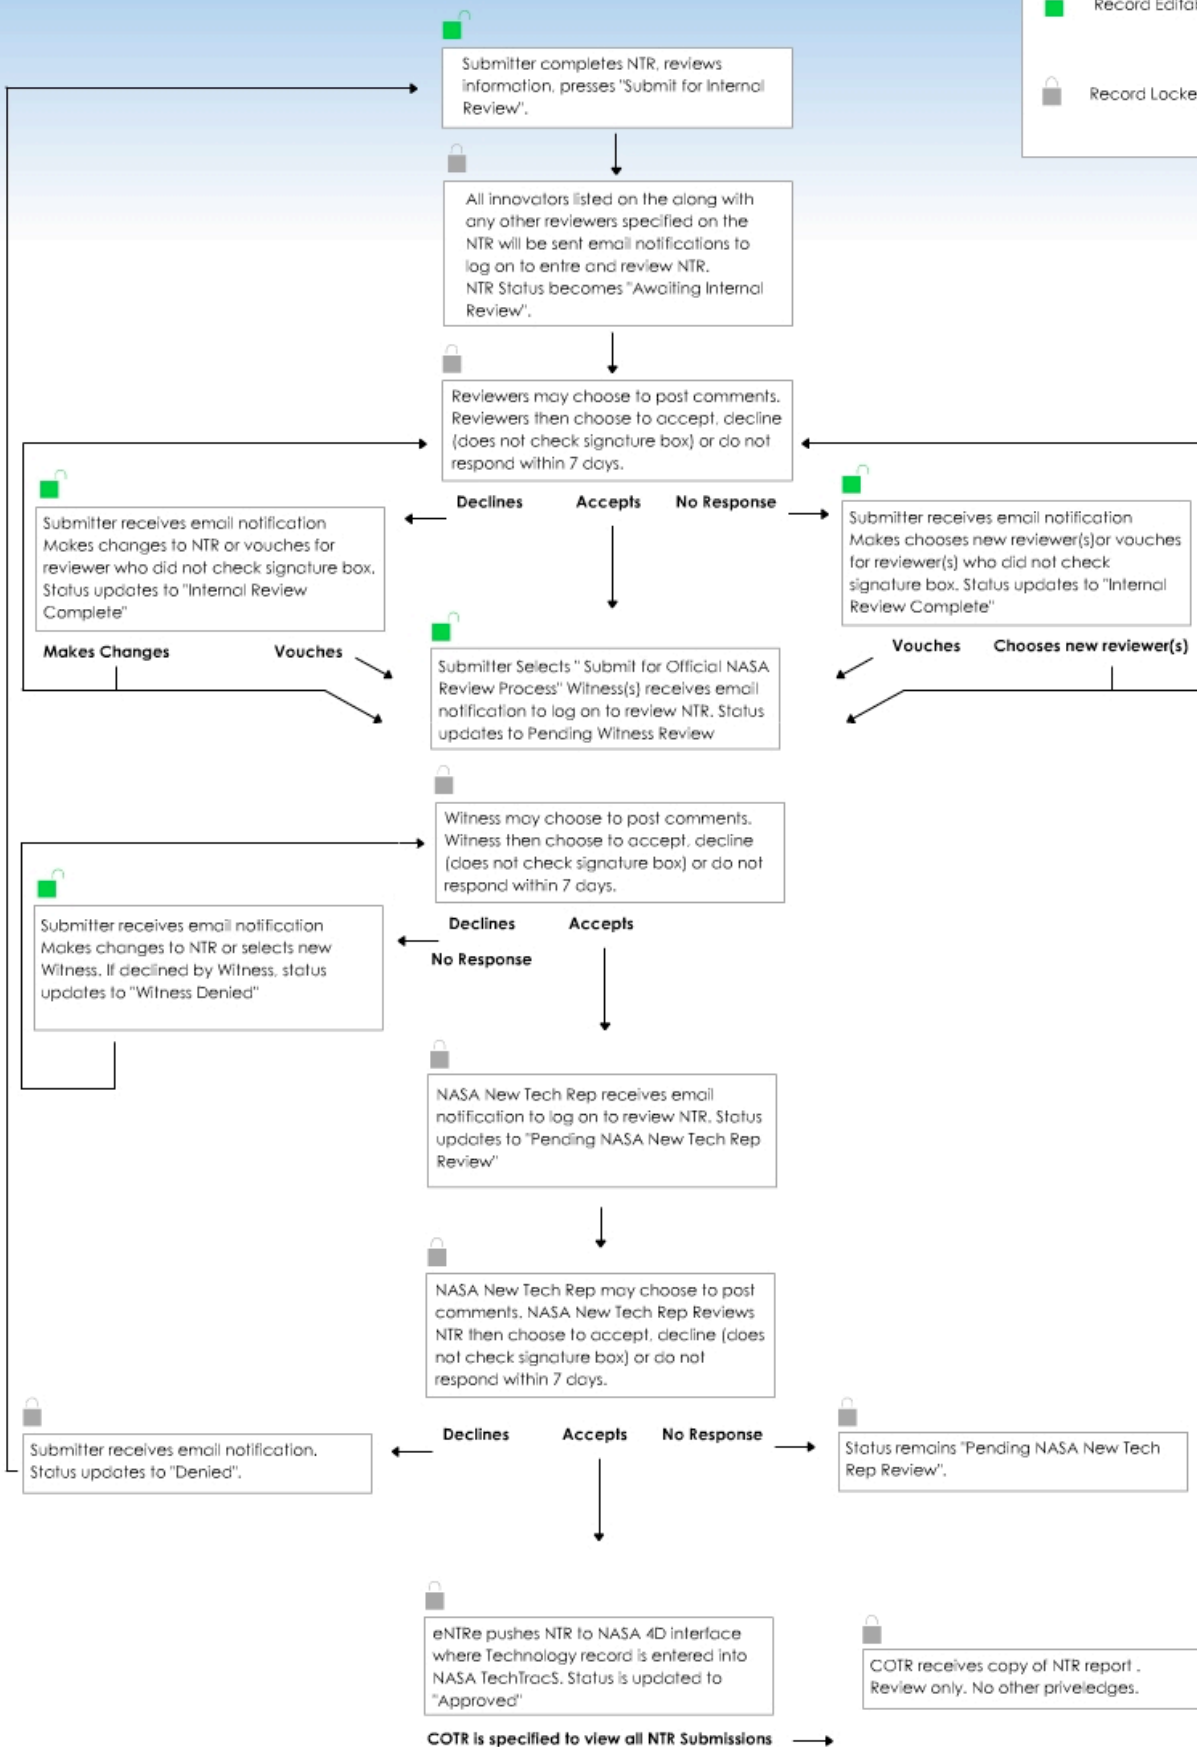 Record Edita
Record Locke
Submitter completes NTR, reviews
information, presses "Submit for Internal
Review".
All innovators listed on the along with
any other reviewers specified on the
NTR will be sent email notifications to
log on to entre and review NTR.
NTR Status becomes "Awaiting Internal
Review".
Reviewers may choose to post comments.
Reviewers then choose to accept, decline
(does not check signature box) or do not
respond within 7 days.
Declines Accepts No Response
Submitter receives email notification
Makes changes to NTR or vouches for
reviewer who did not check signature box.
Status updates to "Internal Review
Complete"
Makes Changes Vouches
Submitter receives email notification
Makes chooses new reviewer(s)or vouches
for reviewer(s) who did not check
signature box. Status updates to "Internal
Review Complete"
Vouches Chooses new reviewer(s)
Submitter Selects " Submit for Official NASA
Review Process" Witness(s) receives email
notification to log on to review NTR. Status
updates to Pending Witness Review
Witness may choose to post comments.
Witness then choose to accept, decline
(does not check signature box) or do not
respond within 7 days.
Declines Accepts
No Response
Submitter receives email notification
Makes changes to NTR or selects new
Witness. If declined by Witness, status
updates to "Witness Denied"
NASA New Tech Rep receives email
notification to log on to review NTR. Status
updates to "Pending NASA New Tech Rep
Review"
NASA New Tech Rep may choose to post
comments. NASA New Tech Rep Reviews
NTR then choose to accept, decline (does
not check signature box) or do not
respond within 7 days.
Declines Accepts No Response
Submitter receives email notification.
Status updates to "Denied".
Status remains "Pending NASA New Tech
Rep Review".
eNTRe pushes NTR to NASA 4D interface
where Technology record is entered into
NASA TechTracS. Status is updated to
"Approved"
COTR is specified to view all NTR Submissions
COTR receives copy of NTR report .
Review only. No other priveledges.